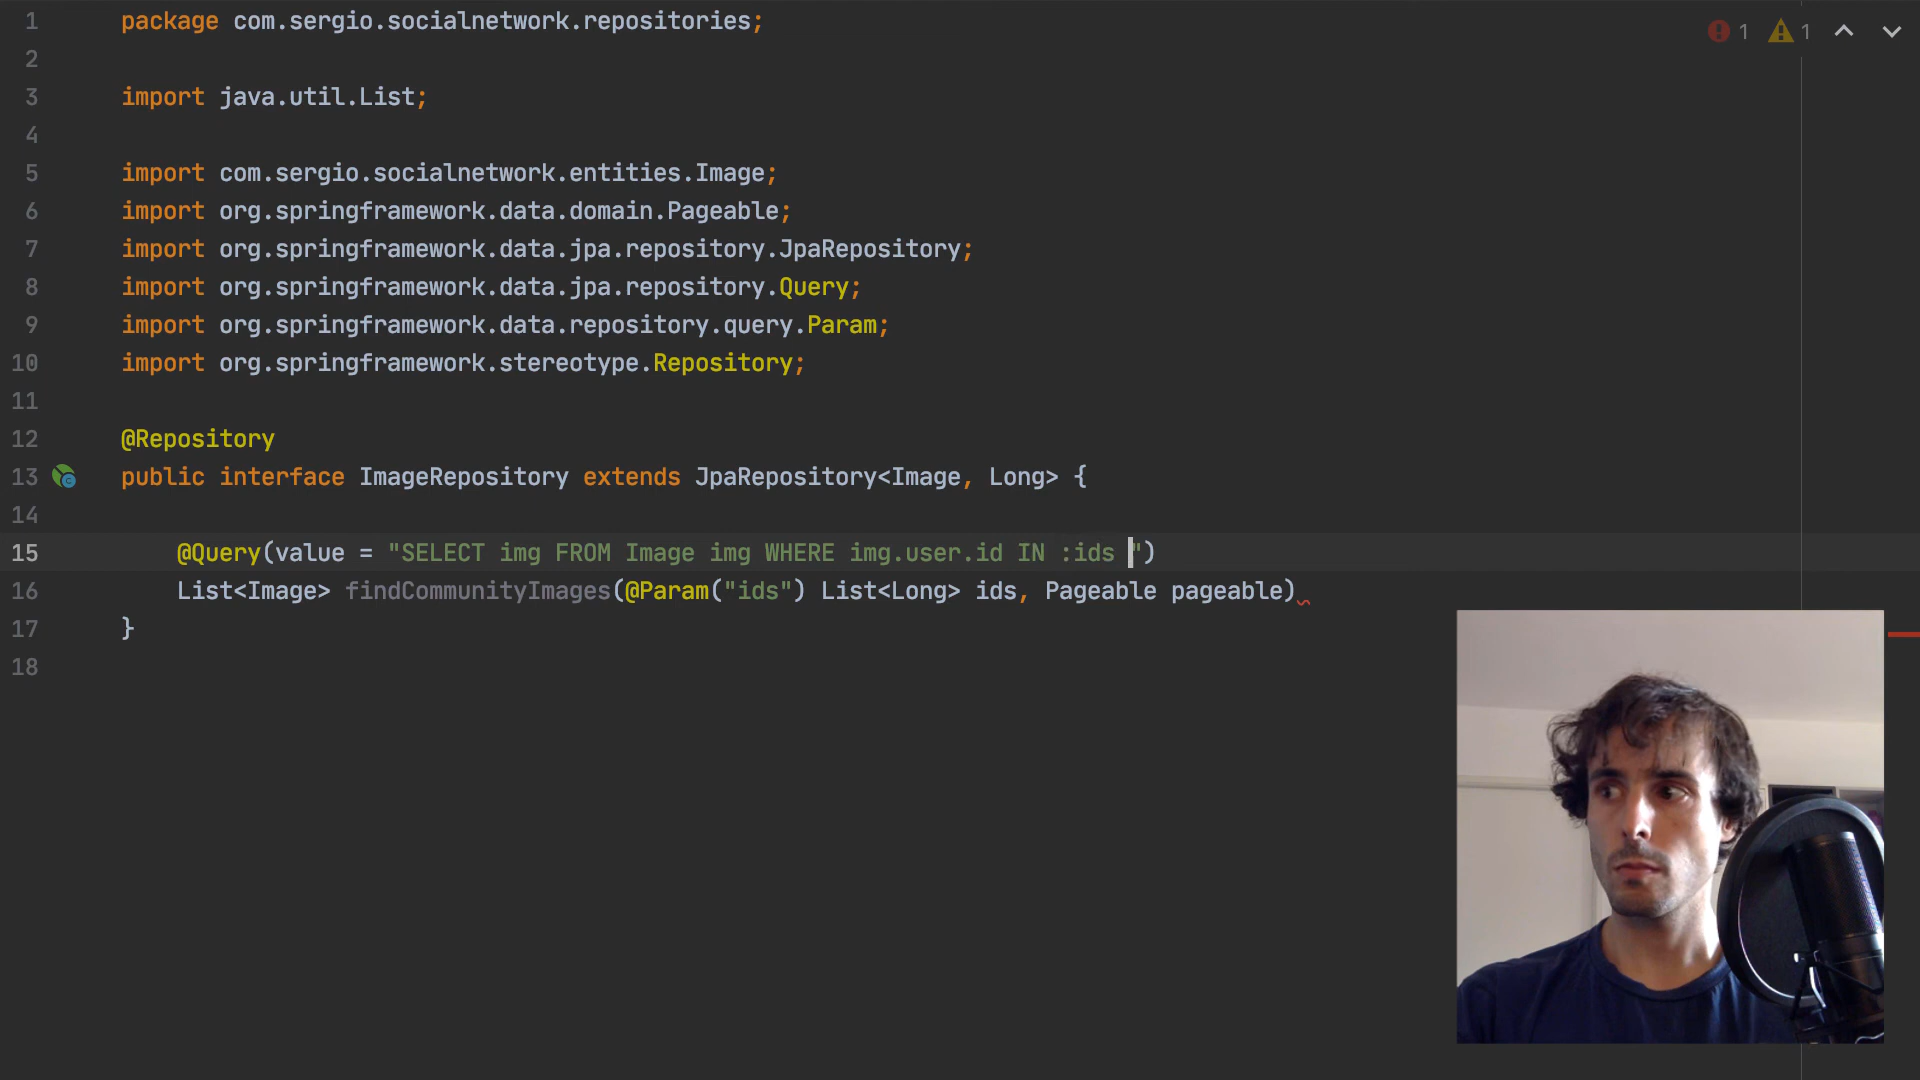 1 package com.sergio.socialnetwork.repositories;
1 1
2
3 import java.util.List;
4
5 import com.sergio.socialnetwork.entities.Image;
6 import org.springframework.data.domain.Pageable;
7 import org.springframework.data.jpa.repository.JpaRepository;
8 import org.springframework.data.jpa.repository.Query;
9 import org.springframework.data.repository.query.Param;
10 import org.springframework.stereotype.Repository;
11
12 @Repository
13 public interface ImageRepository extends JpaRepository<Image, Long> {
14
15 @Query(value = "SELECT img FROM Image img WHERE img.user.id IN :ids ")
16 List<Image> findCommunityImages(@Param("ids") List<Long> ids, Pageable pageable)
17 }
18